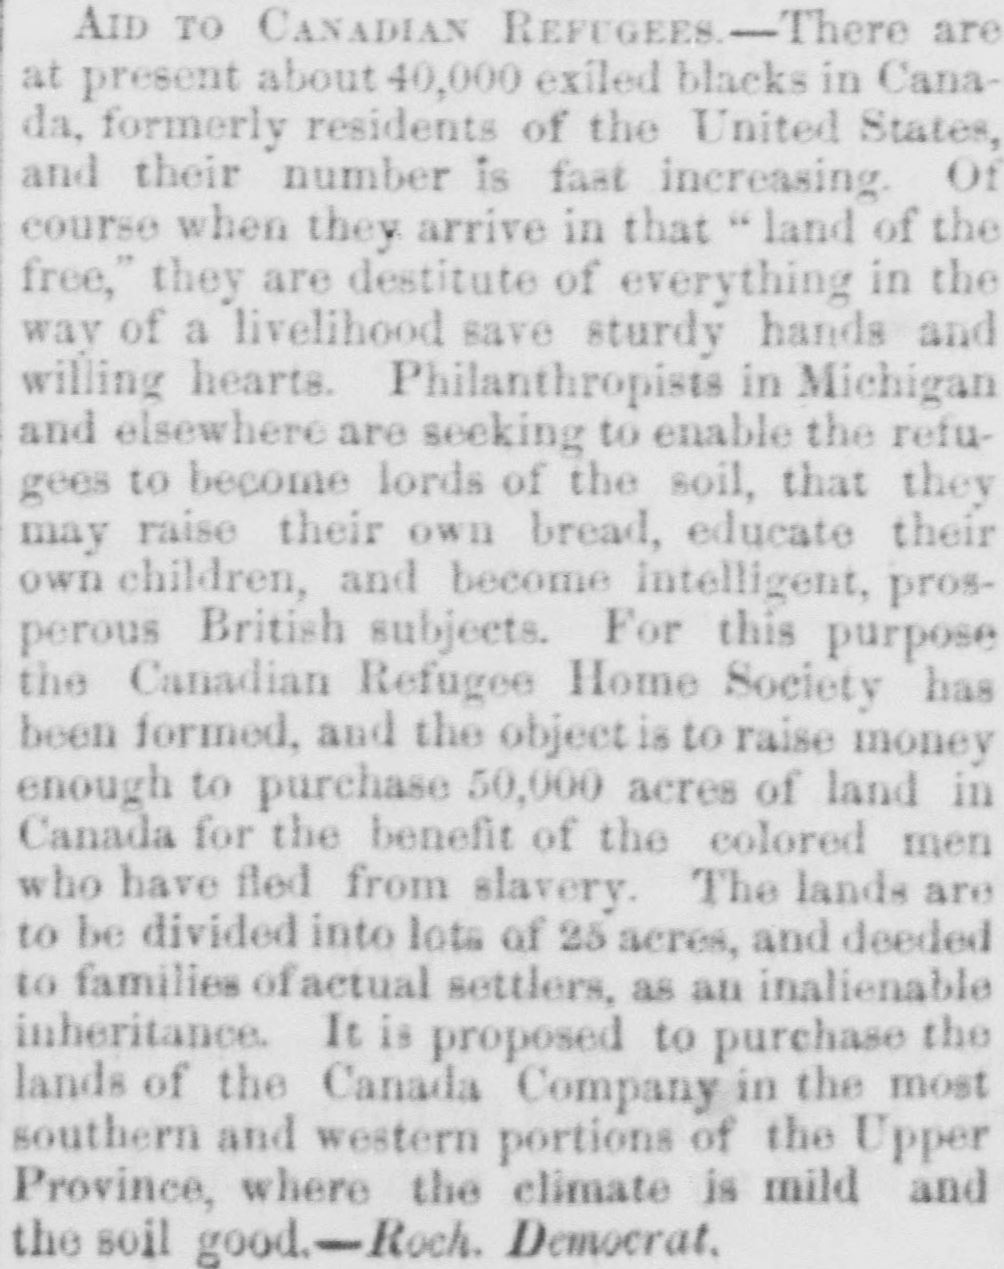 AID TO CANADIAN REFUGEES.—There are
at present about 40,000 exiled blacks in Cana-
da, formerly residents of the United States,
and their number is fast increasing. Of
course when they arrive in that “ land of the
free,” they are destitute of everything in the
way of a livelihood save sturdy hands and
willing hearts. Philanthropists in Michigan
and elsewhere are seeking to enable the refu-
gees to become lords of the soil, that they
may raise their own bread, educate their
own children, and become intelligent, pros-
perous British subjects. For this purpose
the Canadian Refugee Home Society has
been formed, and the object is to raise money
enough to purchase 50,000 acres of land in
Canada for the benefit of the colored men
who have fled from slavery. The lands are
to be divided into lots of 25 acres, and deeded
to families of actual settlers, as an inalienable
inheritance. It is proposed to purchase the
lands of the Canada Company in the most
southern and western portions of the Upper
Province, where the climate is mild and
the soil good.—Roch. Democrat.